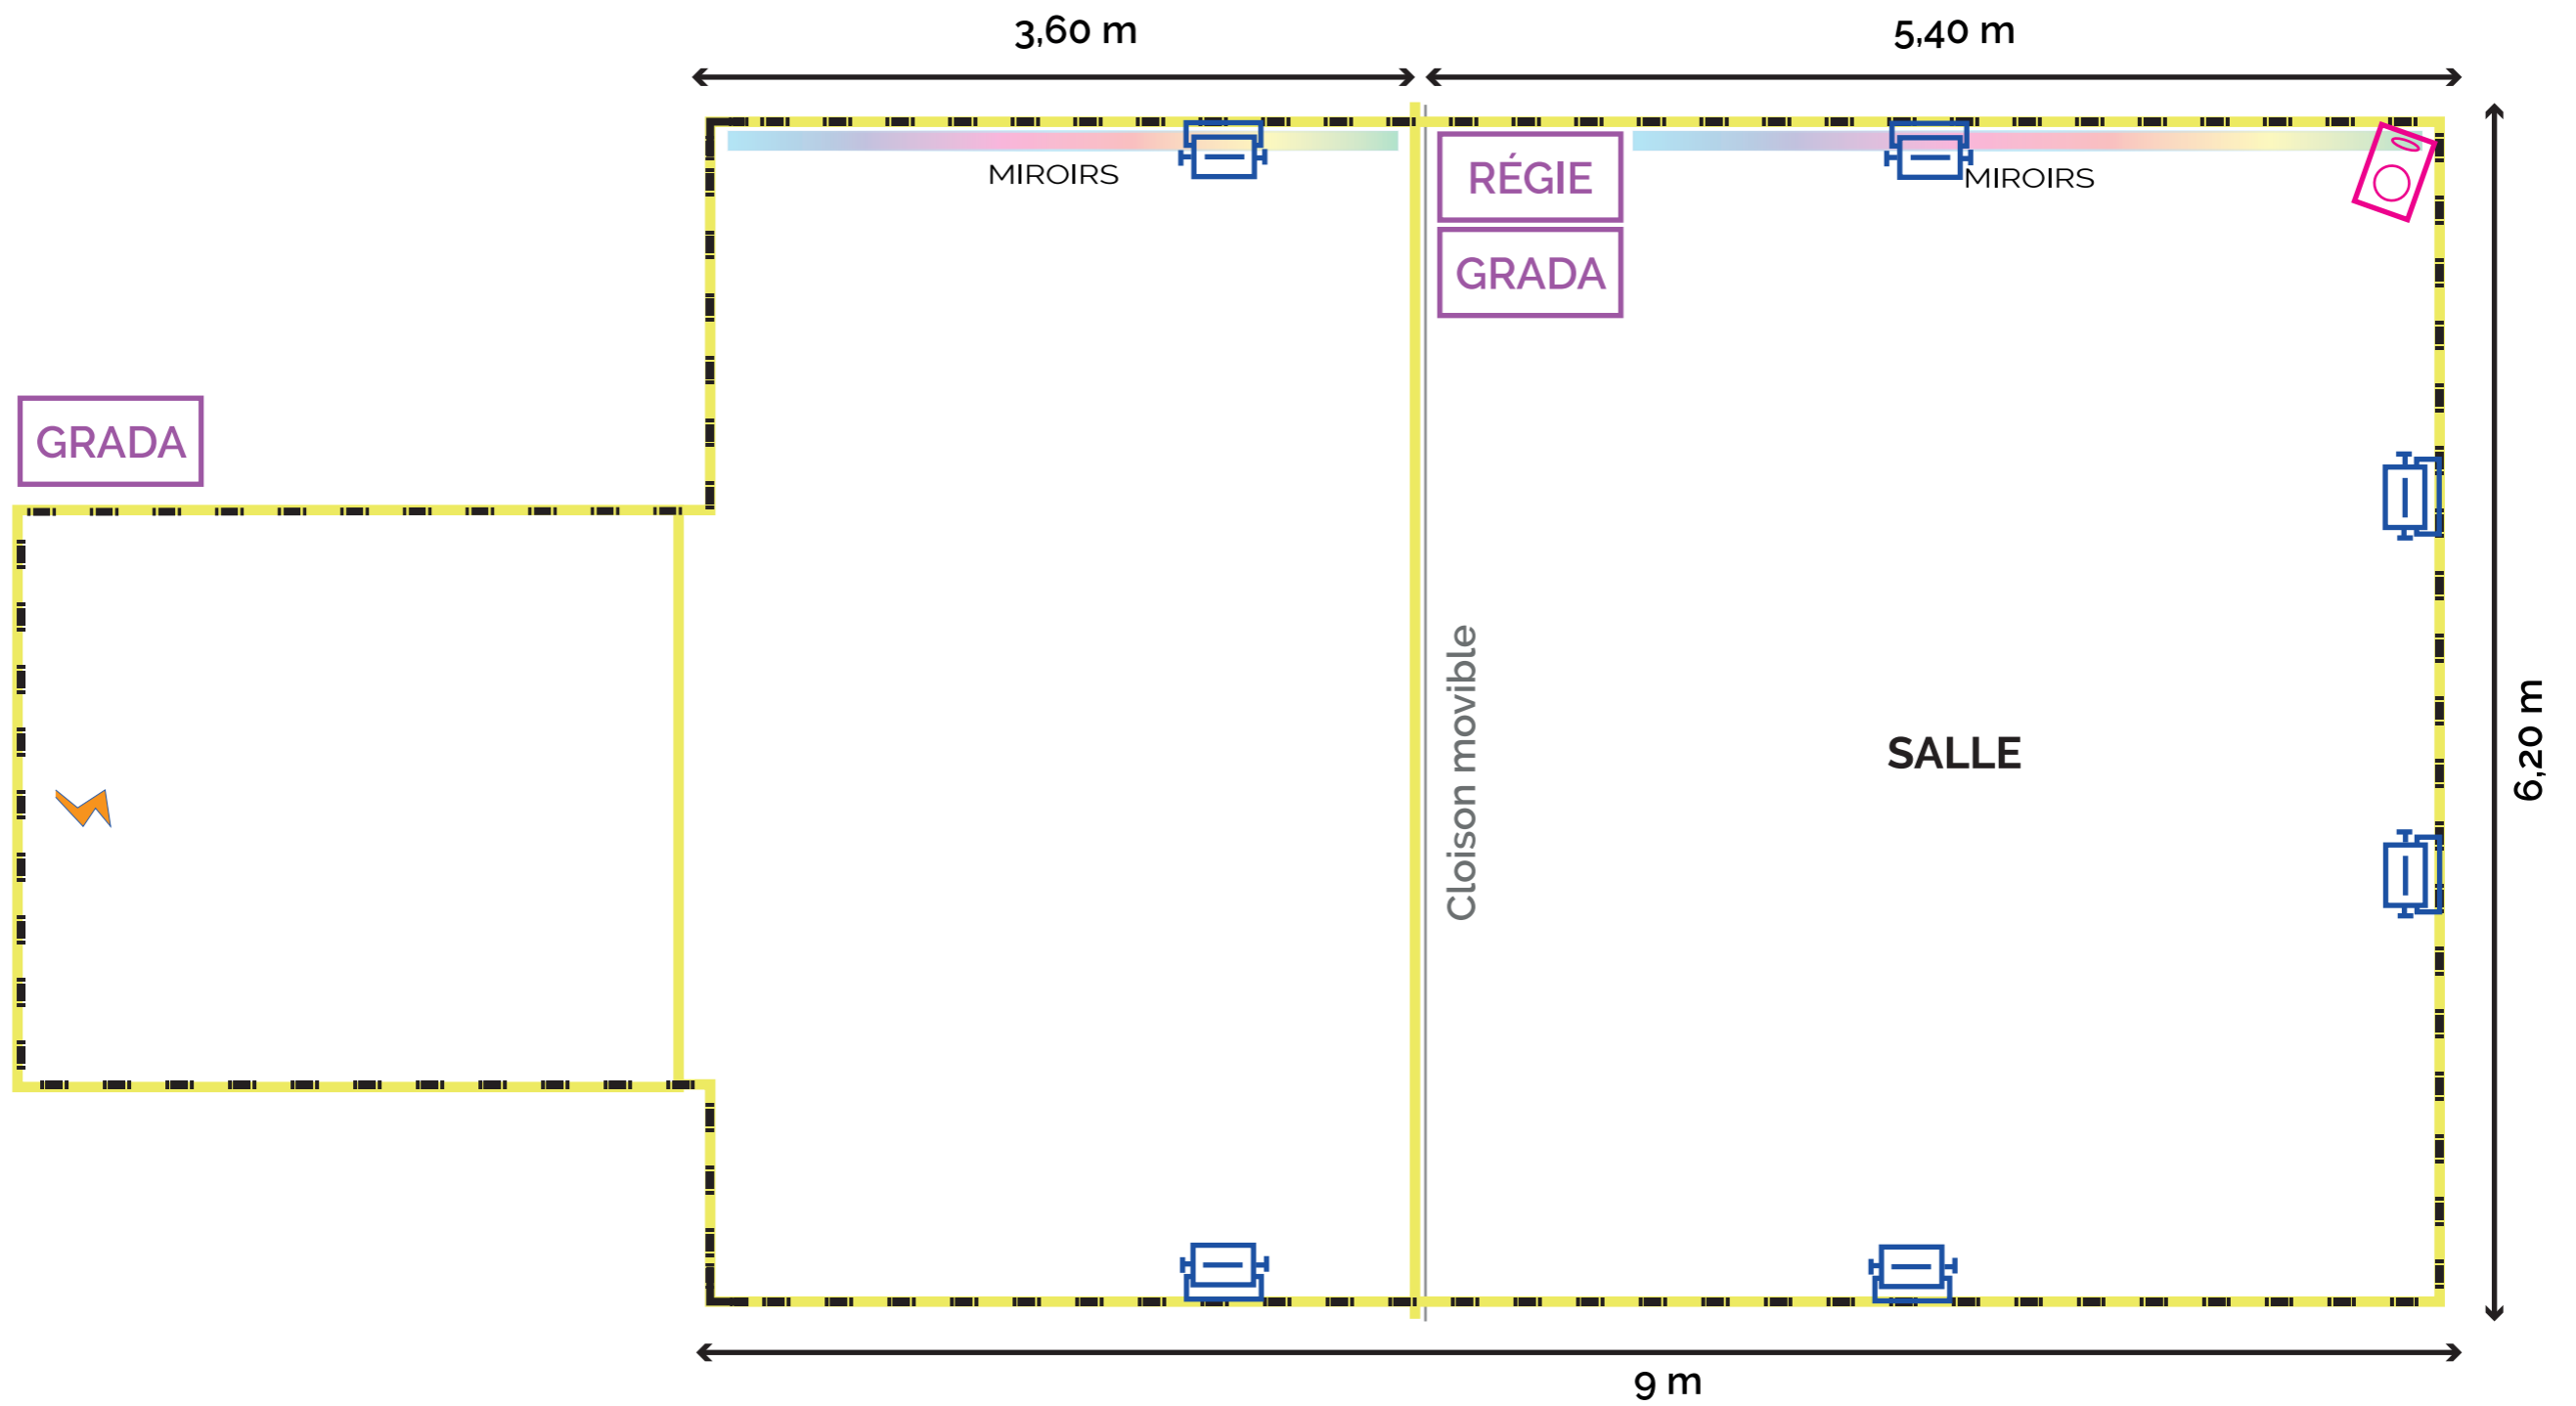 3,60 m
5,40 m
MIROIRS
RÉGIE
MIROIRS
GRADA
GRADA
Cloison movible
SALLE
6,20 m
9 m